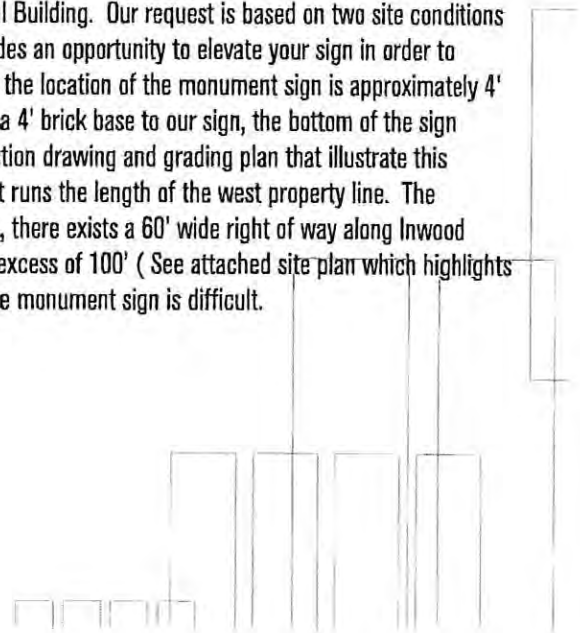 l Building. Our request is based on two site conditions
des an opportunity to elevate your sign in order to
the location of the monument sign is approximately 4'
a 4' brick base to our sign, the bottom of the sign
tion drawing and grading plan that illustrate this
t runs the length of the west property line. The
, there exists a 60' wide right of way along Inwood
excess of 100' ( See attached site plan which highlights
e monument sign is difficult.